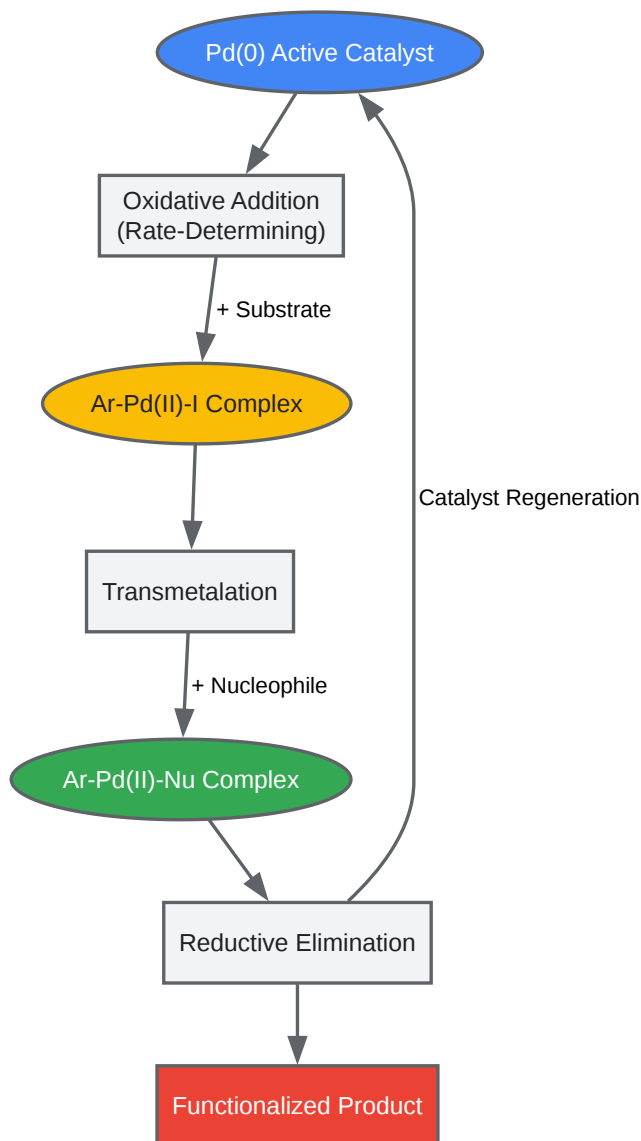 Pd(0) Active Catalyst
Oxidative Addition
(Rate-Determining)
+ Substrate
Ar-Pd(II)-I Complex
Catalyst Regeneration
Transmetalation
+ Nucleophile
Ar-Pd(II)-Nu Complex
Reductive Elimination
Functionalized Product